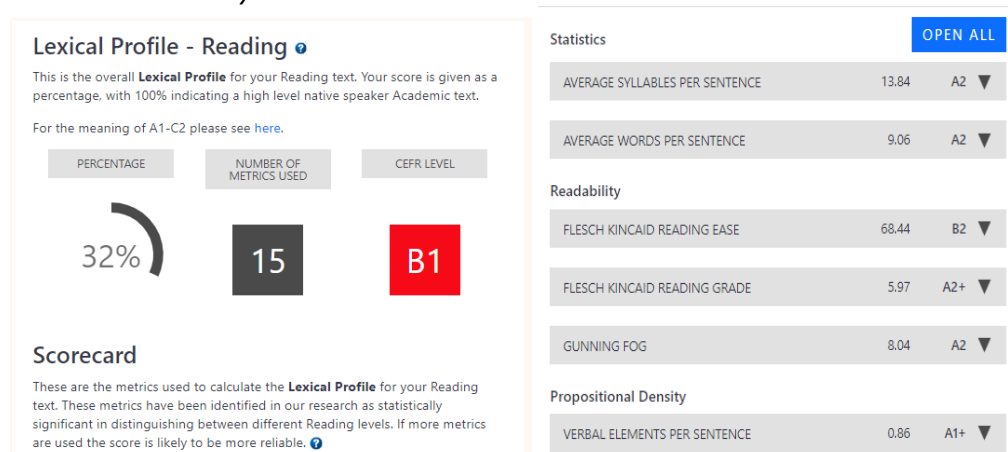 Lexical Profile - Reading ?
This is the overall Lexical Profile for your Reading text. Your score is given as a
percentage, with 100% indicating a high level native speaker Academic text.
For the meaning of A1-C2 please see here.
PERCENTAGE
NUMBER OF
METRICS USED
CEFR LEVEL
32%
15
B1
Scorecard
These are the metrics used to calculate the Lexical Profile for your Reading
text. These metrics have been identified in our research as statistically
significant in distinguishing between different Reading levels. If more metrics
are used the score is likely to be more reliable. ?
Statistics
OPEN ALL
AVERAGE SYLLABLES PER SENTENCE 13.84 A2 ▼
AVERAGE WORDS PER SENTENCE 9.06 A2 ▼
Readability
FLESCH KINCAID READING EASE 68.44 B2 ▼
FLESCH KINCAID READING GRADE 5.97 A2+ ▼
GUNNING FOG 8.04 A2 ▼
Propositional Density
VERBAL ELEMENTS PER SENTENCE 0.86 A1+ ▼